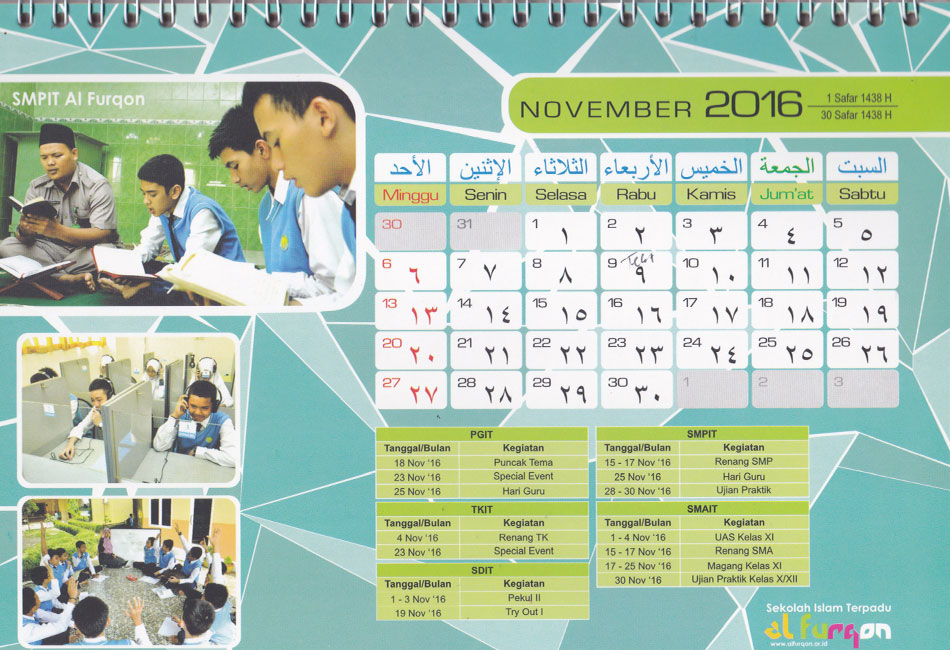 SMPIT Al Furqon
NOVEMBER 2016
1 Safar 1438 H
30 Safar 1438 H
الأحد الإثنين الثلاثاء الأربعاء الخميس الجمعة السبت
Minggu Senin Selasa Rabu Kamis Jum'at Sabtu
30 31 1 ١ 2 ٢ 3 ٣ 4 ٤ 5 ٥
6 ٦ 7 ٧ 8 ٨ 9 ٩ 10 ١٠ 11 ١١ 12 ١٢
13 ١٣ 14 ١٤ 15 ١٥ 16 ١٦ 17 ١٧ 18 ١٨ 19 ١٩
20 ٢٠ 21 ٢١ 22 ٢٢ 23 ٢٣ 24 ٢٤ 25 ٢٥ 26 ٢٦
27 ٢٧ 28 ٢٨ 29 ٢٩ 30 ٣٠ 1 2 3
PGIT
Tanggal/Bulan Kegiatan
18 Nov '16 Puncak Tema
23 Nov '16 Special Event
25 Nov '16 Hari Guru
TKIT
Tanggal/Bulan Kegiatan
4 Nov '16 Renang TK
23 Nov '16 Special Event
SDIT
Tanggal/Bulan Kegiatan
1 - 3 Nov '16 Pekul II
19 Nov '16 Try Out I
SMPIT
Tanggal/Bulan Kegiatan
15 - 17 Nov '16 Renang SMP
25 Nov '16 Hari Guru
28 - 30 Nov '16 Ujian Praktik
SMAIT
Tanggal/Bulan Kegiatan
1 - 4 Nov '16 UAS Kelas XI
15 - 17 Nov '16 Renang SMA
17 - 25 Nov '16 Magang Kelas XI
30 Nov '16 Ujian Praktik Kelas X/XII
Sekolah Islam Terpadu
al furqon
www.alfurqon.or.id